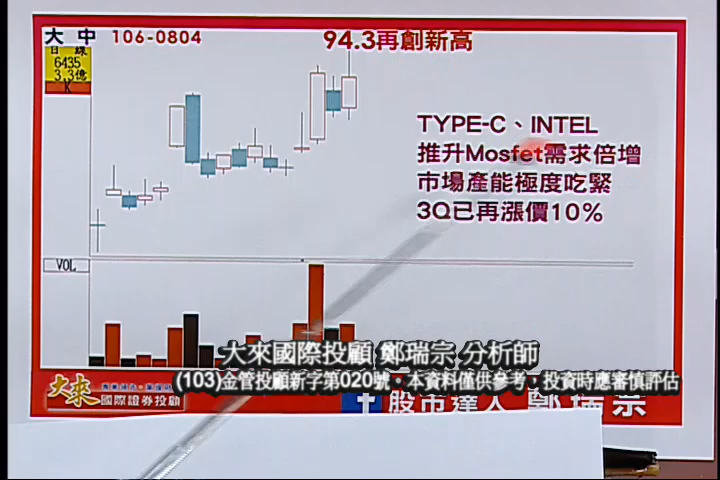 大中 106-0804
94.3再創新高
日線
6435
3.3億
K
TYPE-C、INTEL
推升Mosfet需求倍增
市場產能極度吃緊
3Q已再漲價10%
VOL
大來國際投顧 鄭瑞宗 分析師
(103)金管投顧新字第020號，本資料僅供參考，投資時應審慎評估
大來
國際證券投顧
股市達人 鄭瑞宗